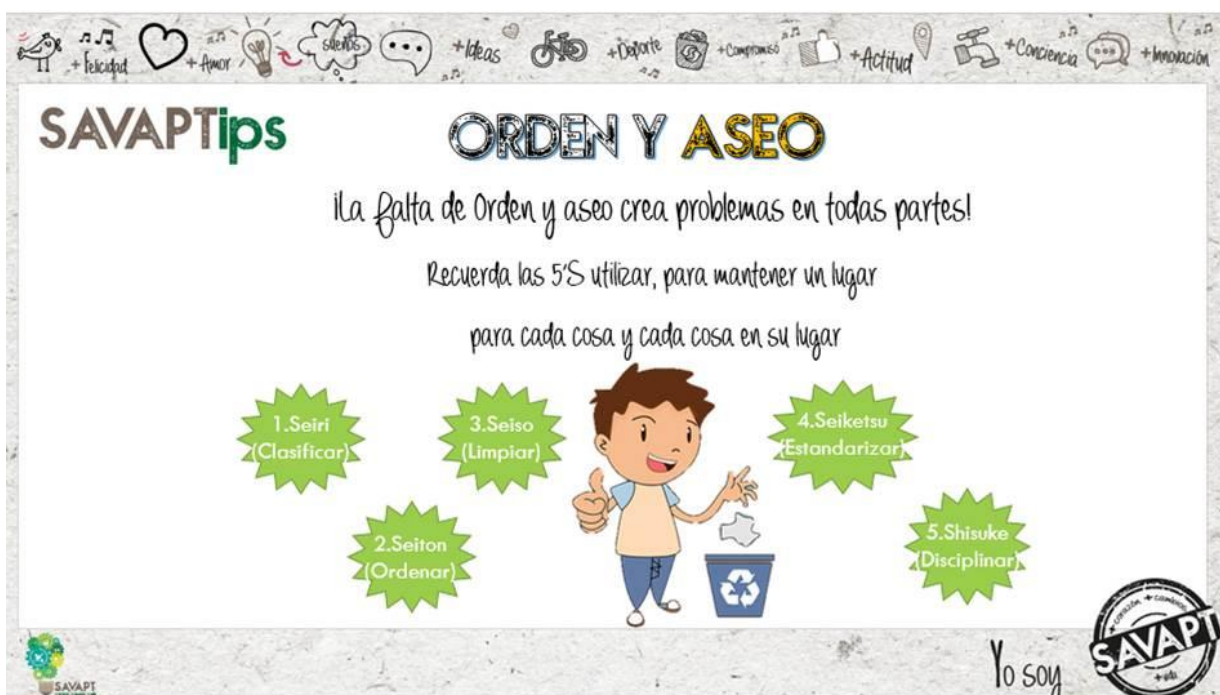 + Felicidad
+ Amor
sueños
+Ideas
+Deporte
+Compromiso
+Actitud
+Conciencia
+Innovación
SAVAPTips
ORDEN Y ASEO
¡La falta de Orden y aseo crea problemas en todas partes!
Recuerda las 5'S utilizar, para mantener un lugar
para cada cosa y cada cosa en su lugar
1.Seiri
(Clasificar)
2.Seiton
(Ordenar)
3.Seiso
(Limpiar)
4.Seiketsu
(Estandarizar)
5.Shisuke
(Disciplinar)
SAVAPT
Yo soy
+ corazón + cambios
SAVAPT
+ vida